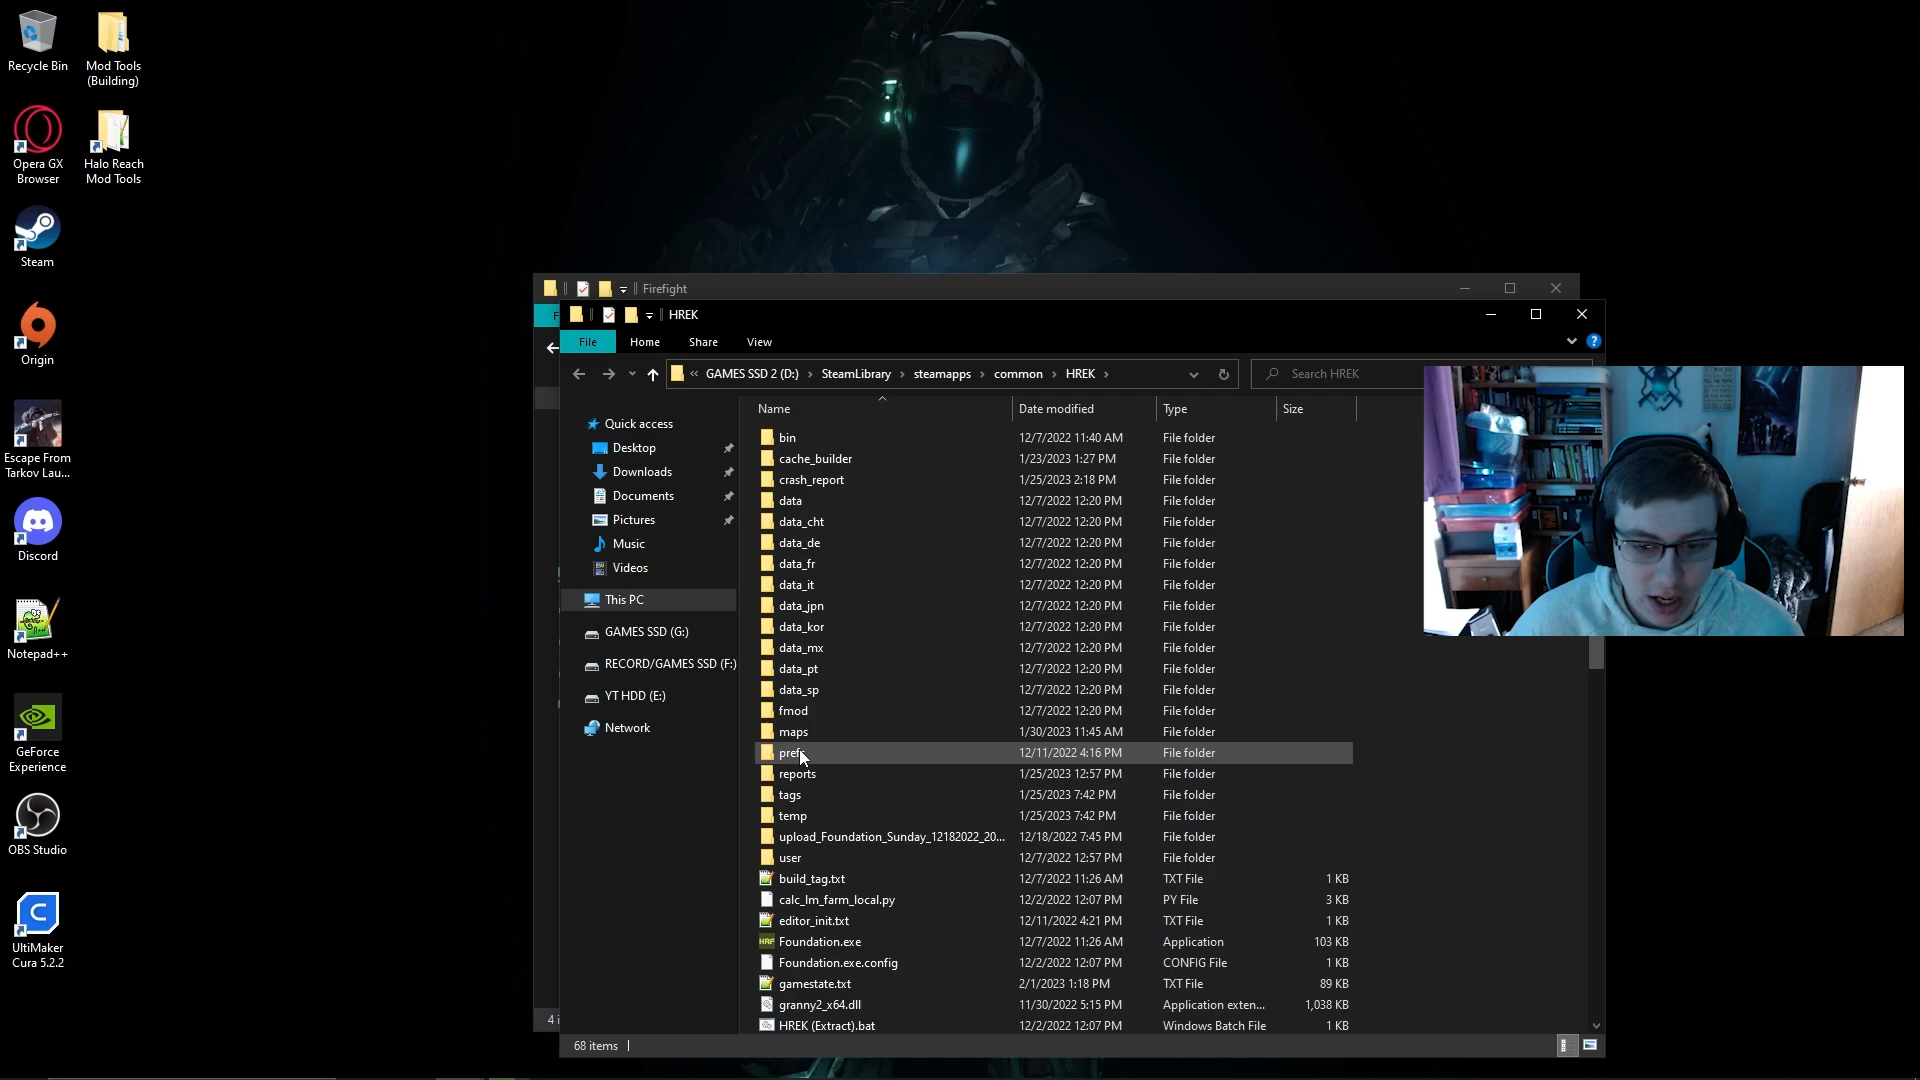 Recycle Bin
Mod Tools
(Building)
Opera GX
Browser
Halo Reach
Mod Tools
Steam
Origin
Escape From
Tarkov Lau...
Discord
Notepad++
GeForce
Experience
OBS Studio
UltiMaker
Cura 5.2.2
Firefight
HREK
File
Home
Share
View
« GAMES SSD 2 (D:) › SteamLibrary › steamapps › common › HREK ›
Search HREK
Quick access
Desktop
Downloads
Documents
Pictures
Music
Videos
This PC
GAMES SSD (G:)
RECORD/GAMES SSD (F:)
YT HDD (E:)
Network
Name Date modified Type Size
bin 12/7/2022 11:40 AM File folder
cache_builder 1/23/2023 1:27 PM File folder
crash_report 1/25/2023 2:18 PM File folder
data 12/7/2022 12:20 PM File folder
data_cht 12/7/2022 12:20 PM File folder
data_de 12/7/2022 12:20 PM File folder
data_fr 12/7/2022 12:20 PM File folder
data_it 12/7/2022 12:20 PM File folder
data_jpn 12/7/2022 12:20 PM File folder
data_kor 12/7/2022 12:20 PM File folder
data_mx 12/7/2022 12:20 PM File folder
data_pt 12/7/2022 12:20 PM File folder
data_sp 12/7/2022 12:20 PM File folder
fmod 12/7/2022 12:20 PM File folder
maps 1/30/2023 11:45 AM File folder
prefs 12/11/2022 4:16 PM File folder
reports 1/25/2023 12:57 PM File folder
tags 1/25/2023 7:42 PM File folder
temp 1/25/2023 7:42 PM File folder
upload_Foundation_Sunday_12182022_20... 12/18/2022 7:45 PM File folder
user 12/7/2022 12:57 PM File folder
build_tag.txt 12/7/2022 11:26 AM TXT File 1 KB
calc_lm_farm_local.py 12/2/2022 12:07 PM PY File 3 KB
editor_init.txt 12/11/2022 4:21 PM TXT File 1 KB
Foundation.exe 12/7/2022 11:26 AM Application 103 KB
Foundation.exe.config 12/2/2022 12:07 PM CONFIG File 1 KB
gamestate.txt 2/1/2023 1:18 PM TXT File 89 KB
granny2_x64.dll 11/30/2022 5:15 PM Application exten... 1,038 KB
HREK (Extract).bat 12/2/2022 12:07 PM Windows Batch File 1 KB
68 items